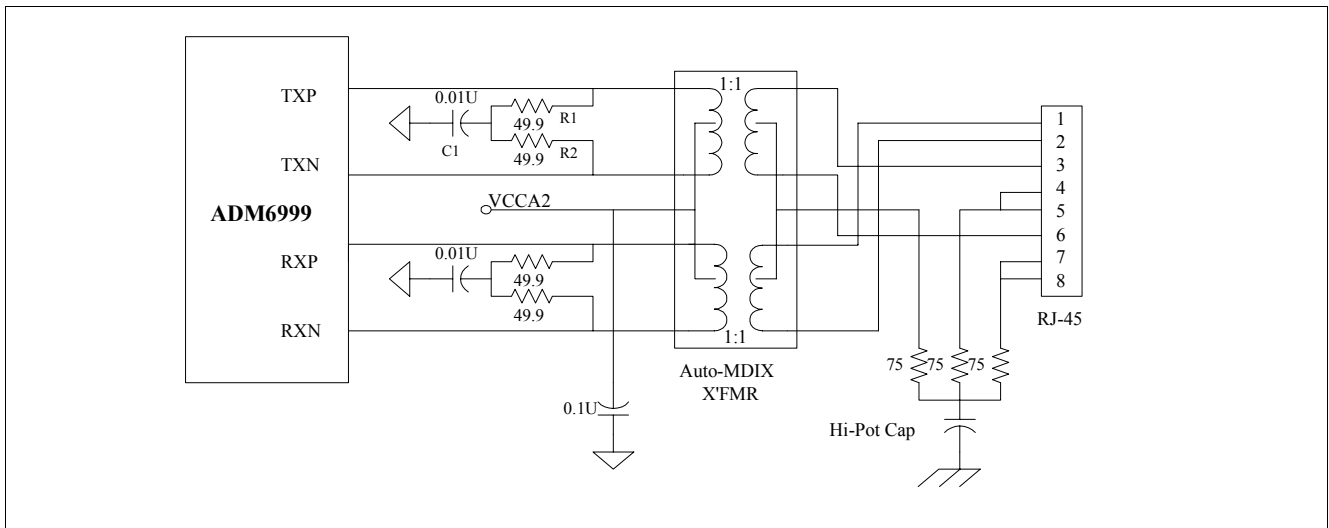 1:1
TXP
0.01U
R1
49.9
C1
R2
49.9
TXN
1
2
3
4
5
6
7
8
RJ-45
VCCA2
ADM6999
RXP
0.01U
49.9
49.9
RXN
1:1
Auto-MDIX
X'FMR
0.1U
75
75
75
Hi-Pot Cap